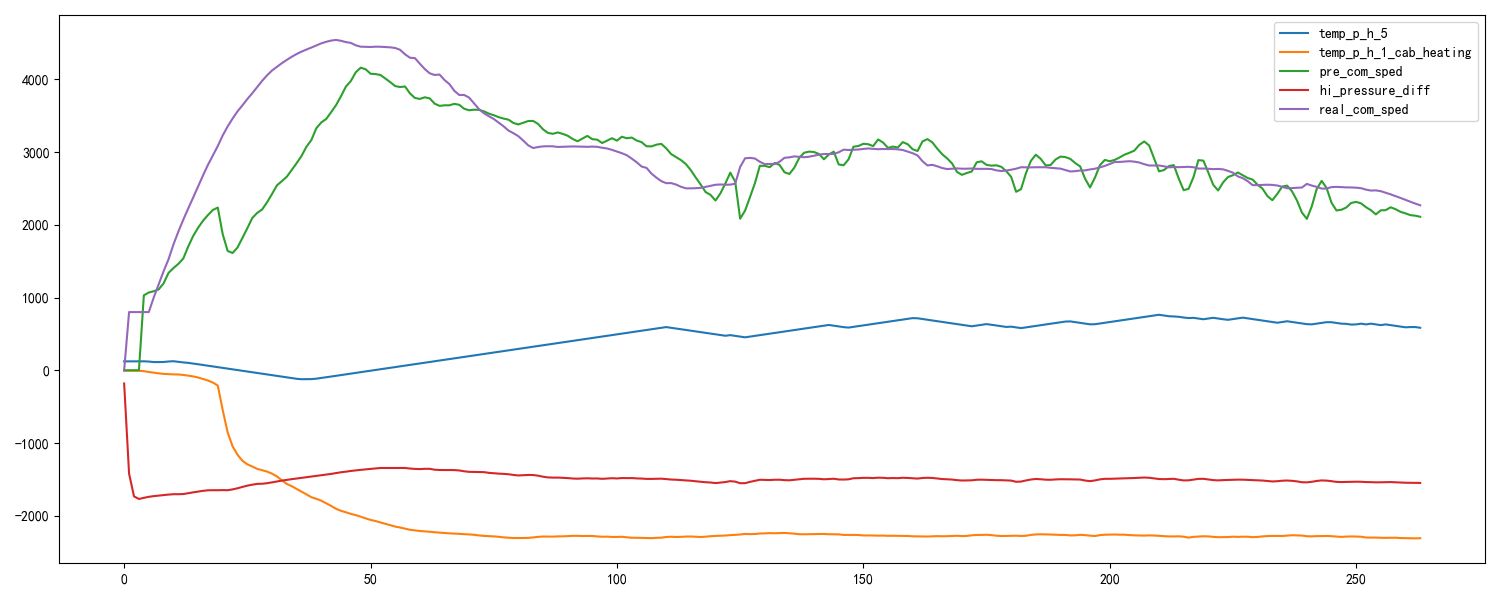 temp_p_h_5
temp_p_h_1_cab_heating
pre_com_sped
hi_pressure_diff
real_com_sped
4000
3000
2000
1000
0
−1000
−2000
0 50 100 150 200 250